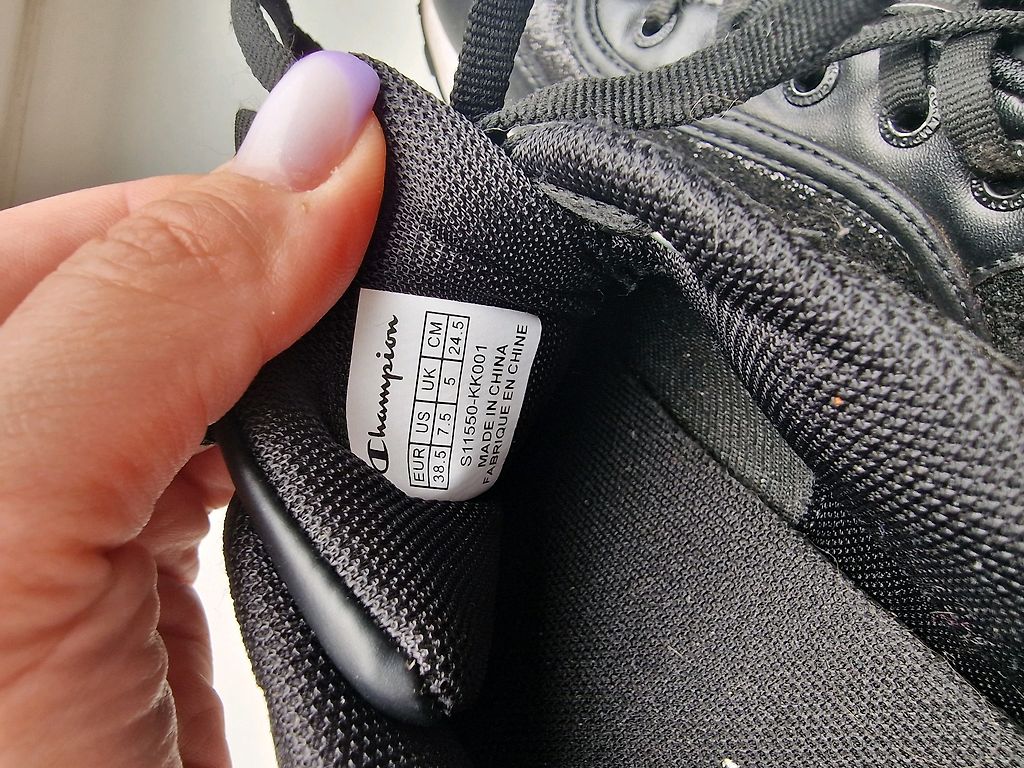 Champion
EUR US UK CM
38.5 7.5 5 24.5
S11550-KK001
MADE IN CHINA
FABRIQUE EN CHINE